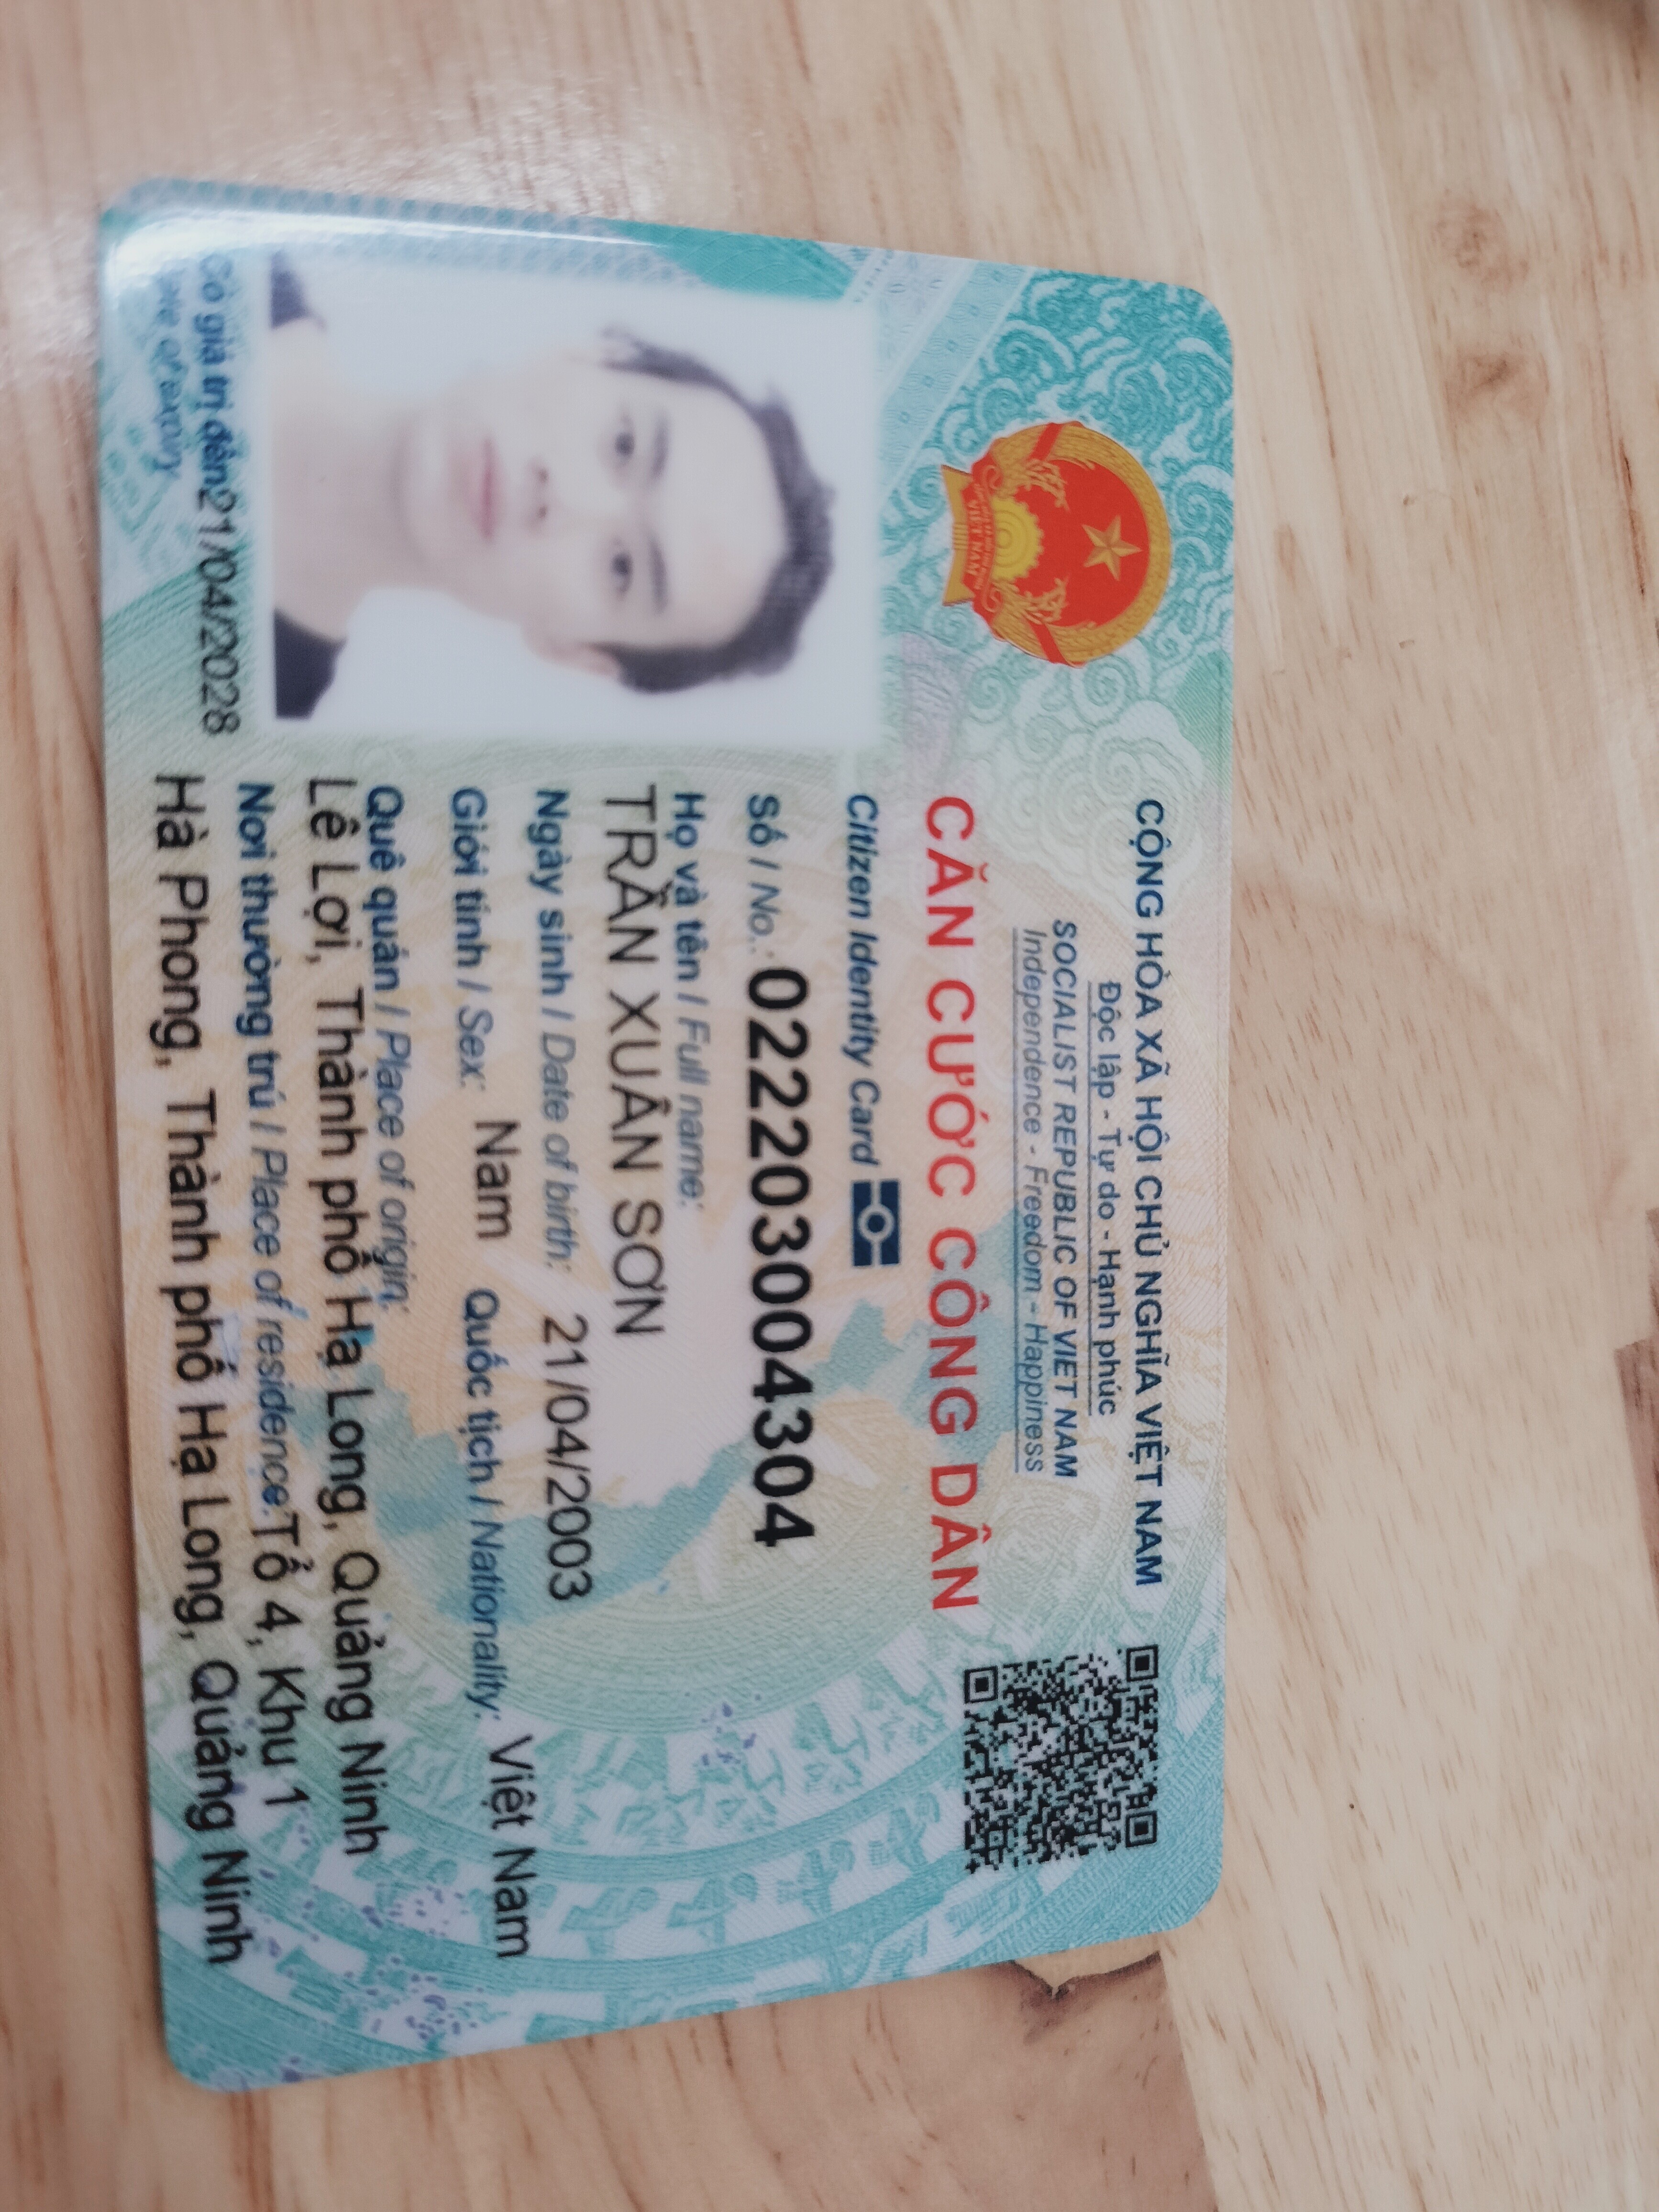 CỘNG HÒA XÃ HỘI CHỦ NGHĨA VIỆT NAM
Độc lập - Tự do - Hạnh phúc
SOCIALIST REPUBLIC OF VIET NAM
Independence - Freedom - Happiness
CĂN CƯỚC CÔNG DÂN
Citizen Identity Card
Số / No.: 022203004304
Họ và tên / Full name:
TRẦN XUÂN SƠN
Ngày sinh / Date of birth: 21/04/2003
Giới tính / Sex: Nam Quốc tịch / Nationality: Việt Nam
Quê quán / Place of origin:
Lê Lợi, Thành phố Hạ Long, Quảng Ninh
Nơi thường trú / Place of residence: Tổ 4, Khu 1
Hà Phong, Thành phố Hạ Long, Quảng Ninh
Có giá trị đến 21/04/2028
of expiry
VIỆT NAM